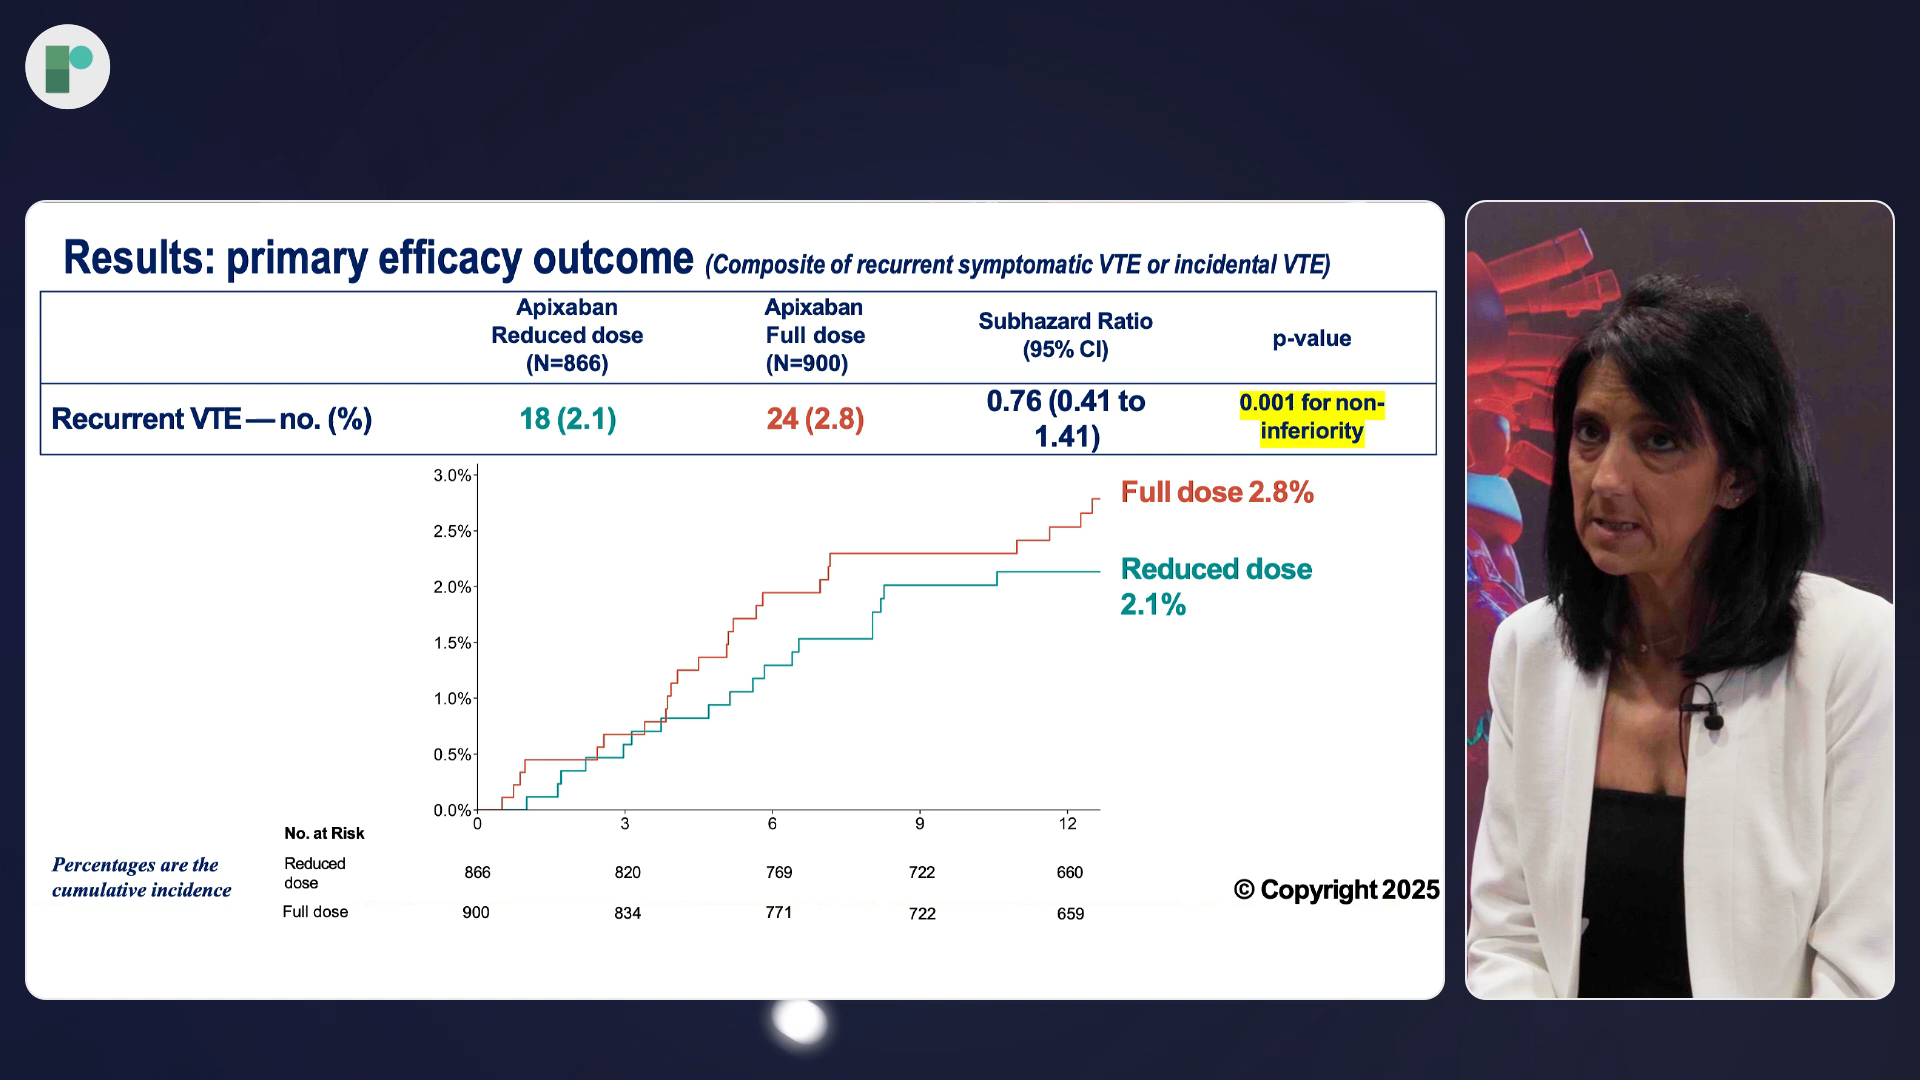 Results: primary efficacy outcome (Composite of recurrent symptomatic VTE or incidental VTE)
Apixaban
Reduced dose
(N=866)
Apixaban
Full dose
(N=900)
Subhazard Ratio
(95% CI)
p-value
Recurrent VTE—no. (%)
18 (2.1)
24 (2.8)
0.76 (0.41 to
1.41)
0.001 for non-
inferiority
3.0%
2.5%
2.0%
1.5%
1.0%
0.5%
0.0%
Full dose 2.8%
Reduced dose
2.1%
0 3 6 9 12
No. at Risk
Reduced
dose
866 820 769 722 660
Full dose 900 834 771 722 659
Percentages are the
cumulative incidence
© Copyright 2025